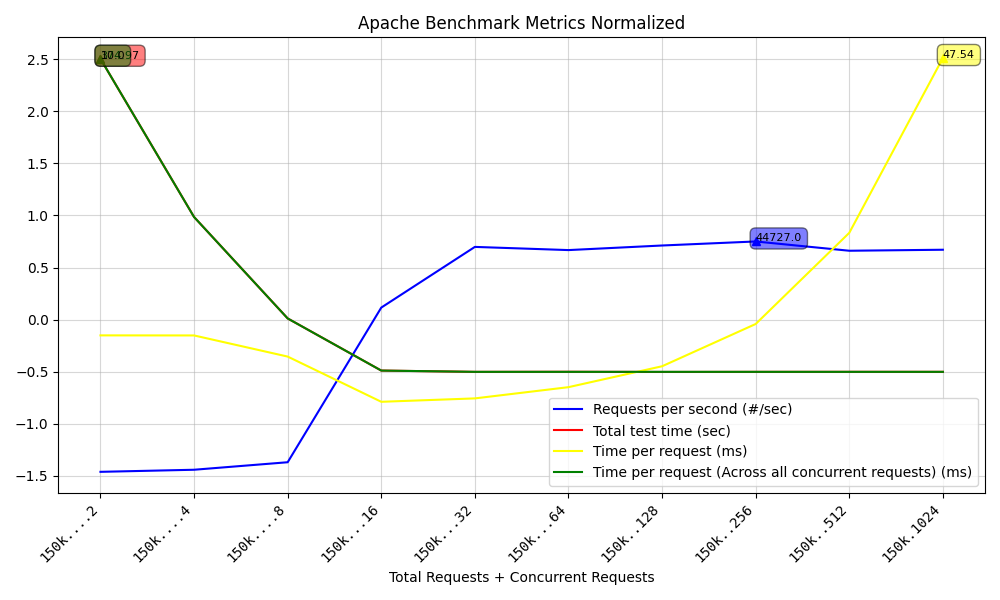 Apache Benchmark Metrics Normalized
47.54
44727.0
2.5
2.0
1.5
1.0
0.5
0.0
−0.5
−1.0
−1.5
Requests per second (#/sec)
Total test time (sec)
Time per request (ms)
Time per request (Across all concurrent requests) (ms)
150k....2
150k....4
150k....8
150k...16
150k...32
150k...64
150k..128
150k..256
150k..512
150k.1024
Total Requests + Concurrent Requests